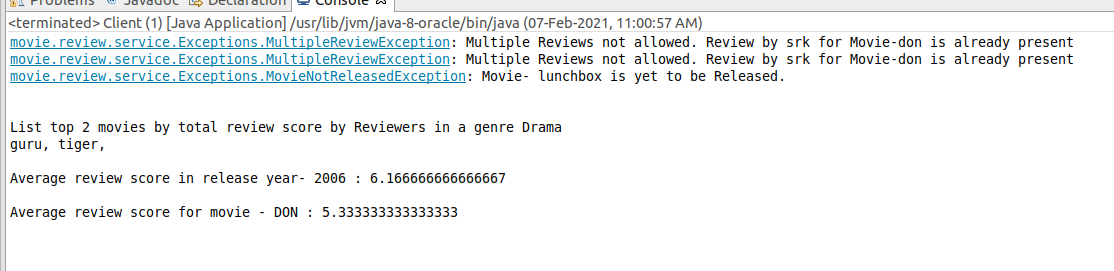 Problems Javadoc Declaration Console
<terminated> Client (1) [Java Application] /usr/lib/jvm/java-8-oracle/bin/java (07-Feb-2021, 11:00:57 AM)
movie.review.service.Exceptions.MultipleReviewException: Multiple Reviews not allowed. Review by srk for Movie-don is already present
movie.review.service.Exceptions.MultipleReviewException: Multiple Reviews not allowed. Review by srk for Movie-don is already present
movie.review.service.Exceptions.MovieNotReleasedException: Movie- lunchbox is yet to be Released.
List top 2 movies by total review score by Reviewers in a genre Drama
guru, tiger,
Average review score in release year- 2006 : 6.166666666666667
Average review score for movie - DON : 5.333333333333333